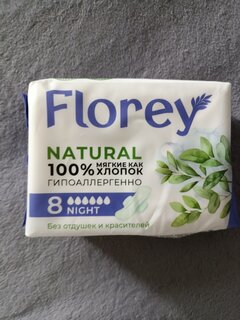 Florey
NATURAL
100% МЯГКИЕ КАК ХЛОПОК
ГИПОАЛЛЕРГЕННО
8 NIGHT
Без отдушек и красителей